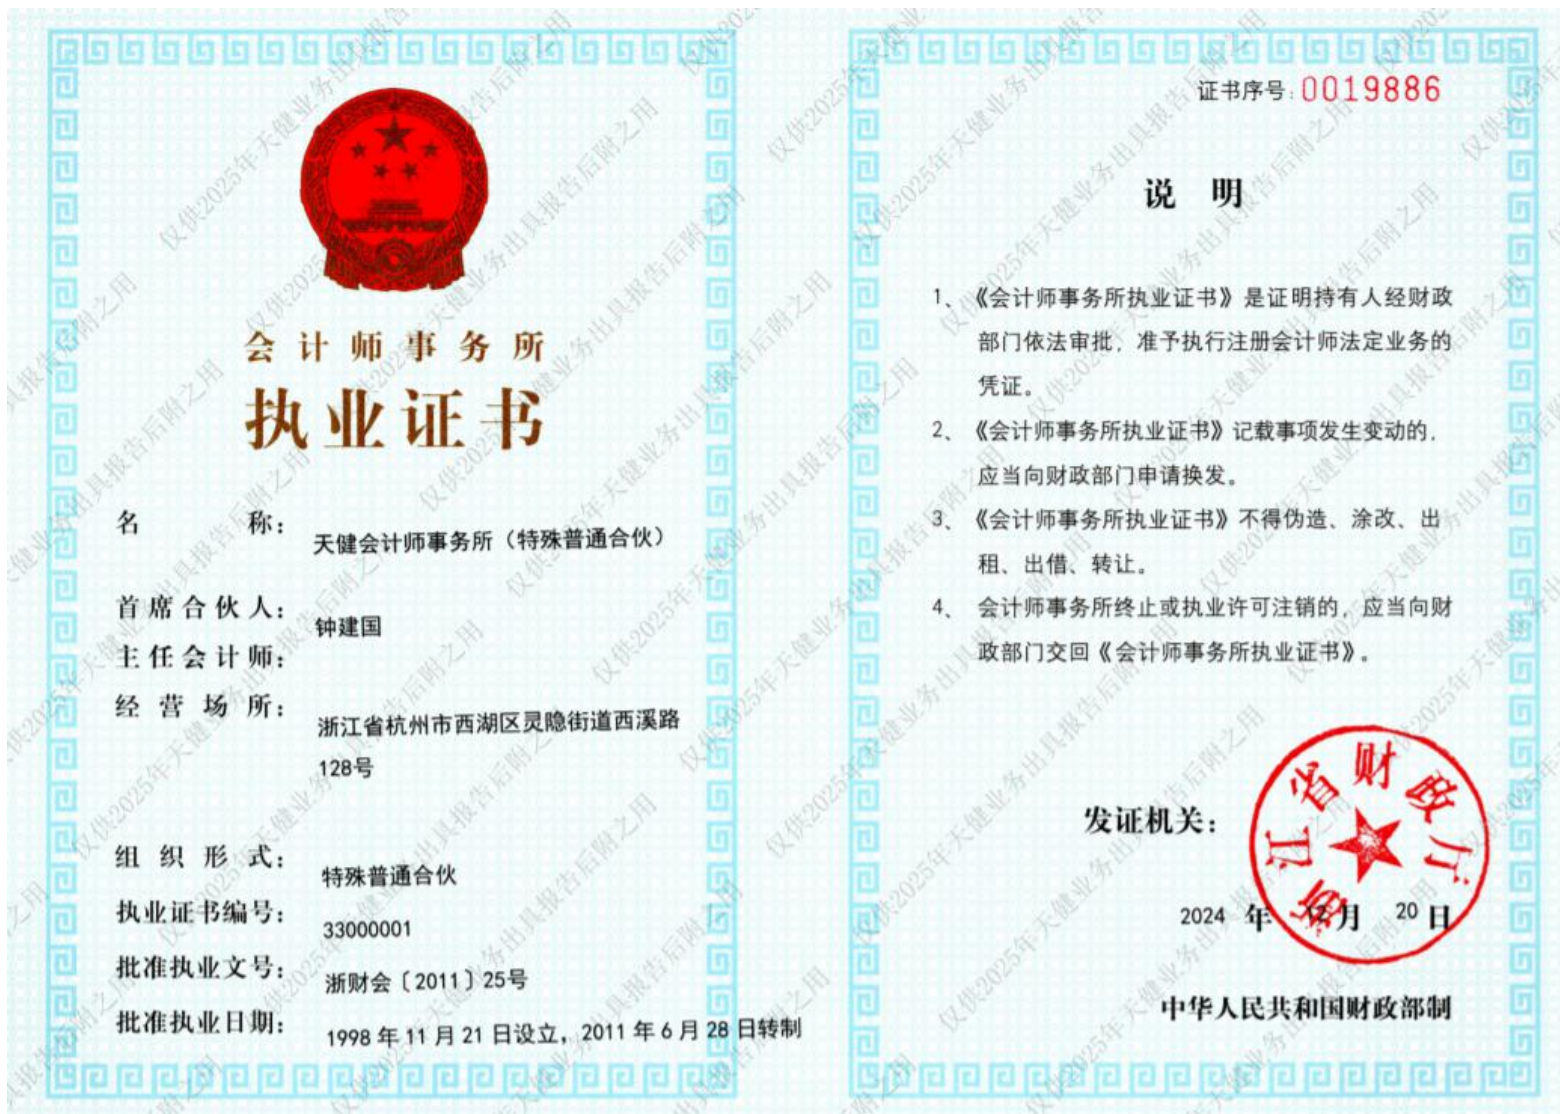 会计师事务所
执业证书
名称：
天健会计师事务所（特殊普通合伙）
首席合伙人：
钟建国
主任会计师：
经营场所：
浙江省杭州市西湖区灵隐街道西溪路
128号
组织形式：
特殊普通合伙
执业证书编号：
33000001
批准执业文号：
浙财会〔2011〕25号
批准执业日期：
1998年11月21日设立，2011年6月28日转制
证书序号：0019886
说明
1、《会计师事务所执业证书》是证明持有人经财政
部门依法审批，准予执行注册会计师法定业务的
凭证。
2、《会计师事务所执业证书》记载事项发生变动的，
应当向财政部门申请换发。
3、《会计师事务所执业证书》不得伪造、涂改、出
租、出借、转让。
4、会计师事务所终止或执业许可注销的，应当向财
政部门交回《会计师事务所执业证书》。
发证机关：
浙江省财政厅
2024年12月20日
中华人民共和国财政部制
仅供2025年天健业务出具报告后附之用